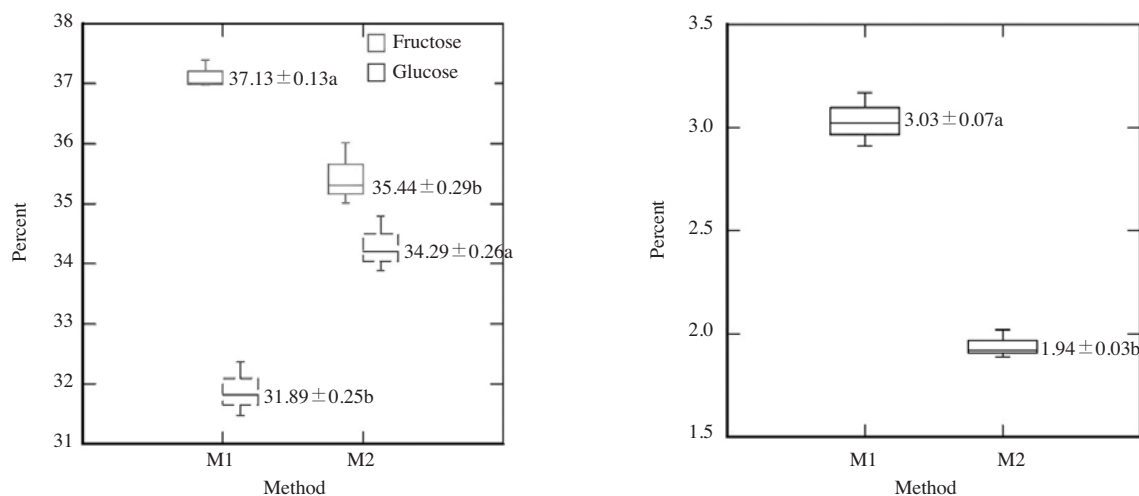 38
37
36
35
34
33
32
31
Percent
Fructose
Glucose
37.13±0.13a
35.44±0.29b
34.29±0.26a
31.89±0.25b
M1 M2
Method
3.5
3.0
2.5
2.0
1.5
Percent
3.03±0.07a
1.94±0.03b
M1 M2
Method